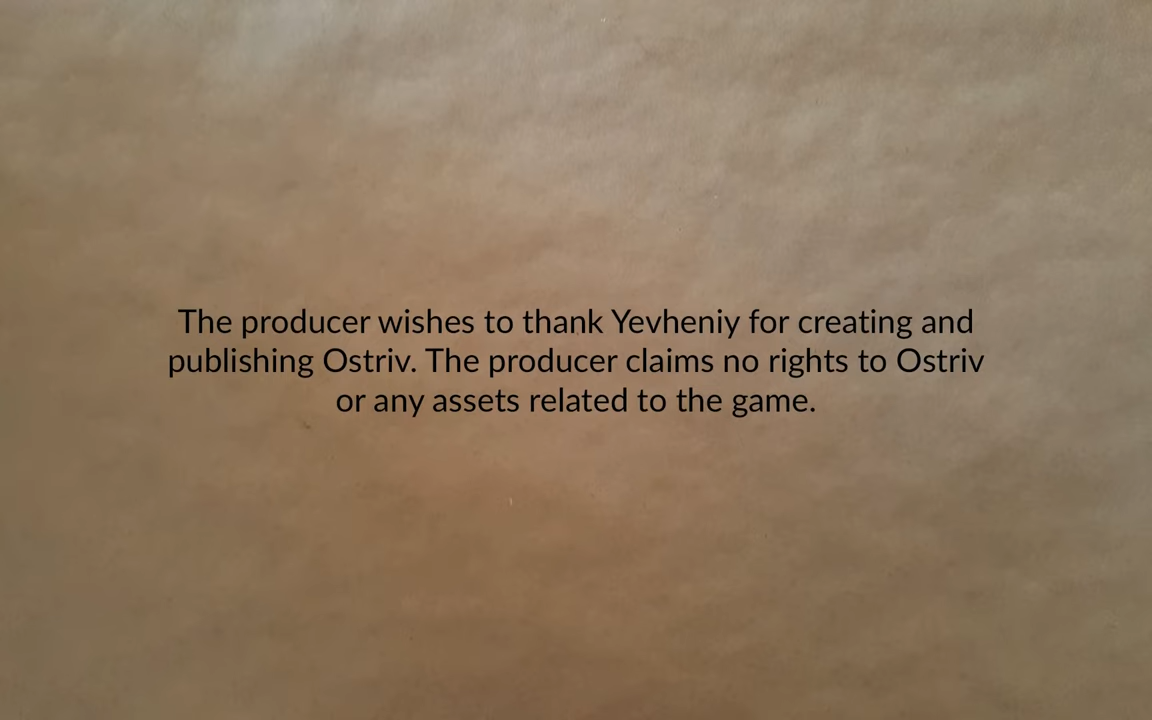 The producer wishes to thank Yevheniy for creating and
publishing Ostriv. The producer claims no rights to Ostriv
or any assets related to the game.